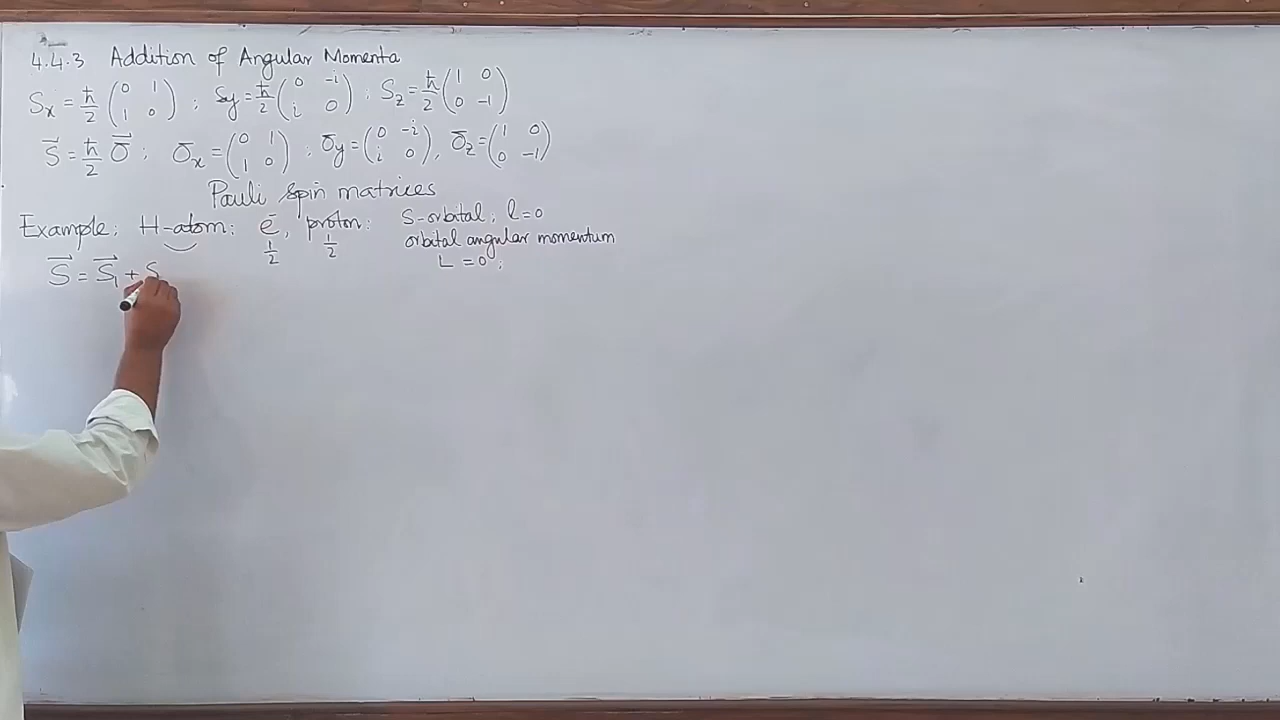 4.4.3 Addition of Angular Momenta
Sx = ħ/2 (0 1 1 0) ; Sy = ħ/2 (0 -i i 0) ; Sz = ħ/2 (1 0 0 -1)
S⃗ = ħ/2 σ⃗ ; σx = (0 1 1 0) ; σy = (0 -i i 0) , σz = (1 0 0 -1)
Pauli spin matrices
Example: H-atom: e⁻ 1/2 , proton: 1/2 S-orbital, l=0
orbital angular momentum
L = 0 ;
S⃗ = S⃗₁ + S